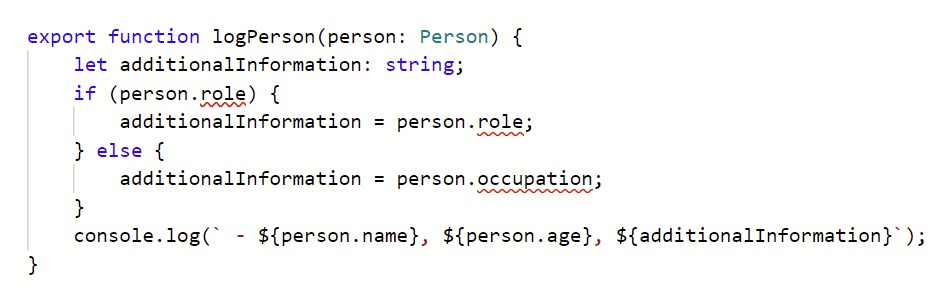 export function logPerson(person: Person) {
    let additionalInformation: string;
    if (person.role) {
        additionalInformation = person.role;
    } else {
        additionalInformation = person.occupation;
    }
    console.log(` - ${person.name}, ${person.age}, ${additionalInformation}`);
}